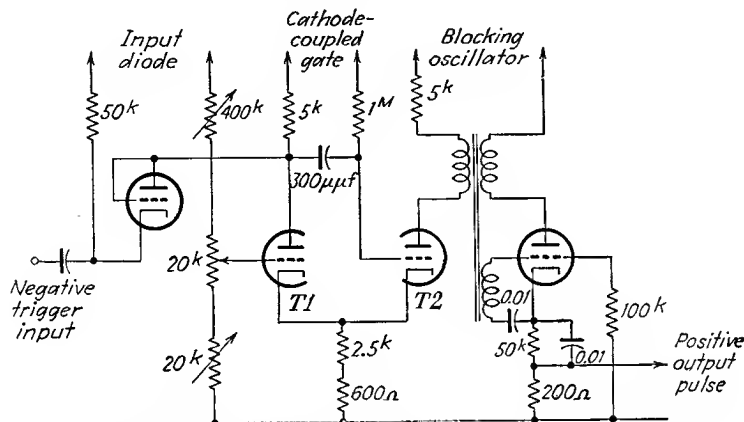 Input
diode
Cathode-
coupled
gate
Blocking
oscillator
50k
400k
5k
1M
5k
300μμf
20k
T1
T2
Negative
trigger
input
0.01
100k
2.5k
50k
0.01
Positive
output
pulse
20k
600Ω
200Ω